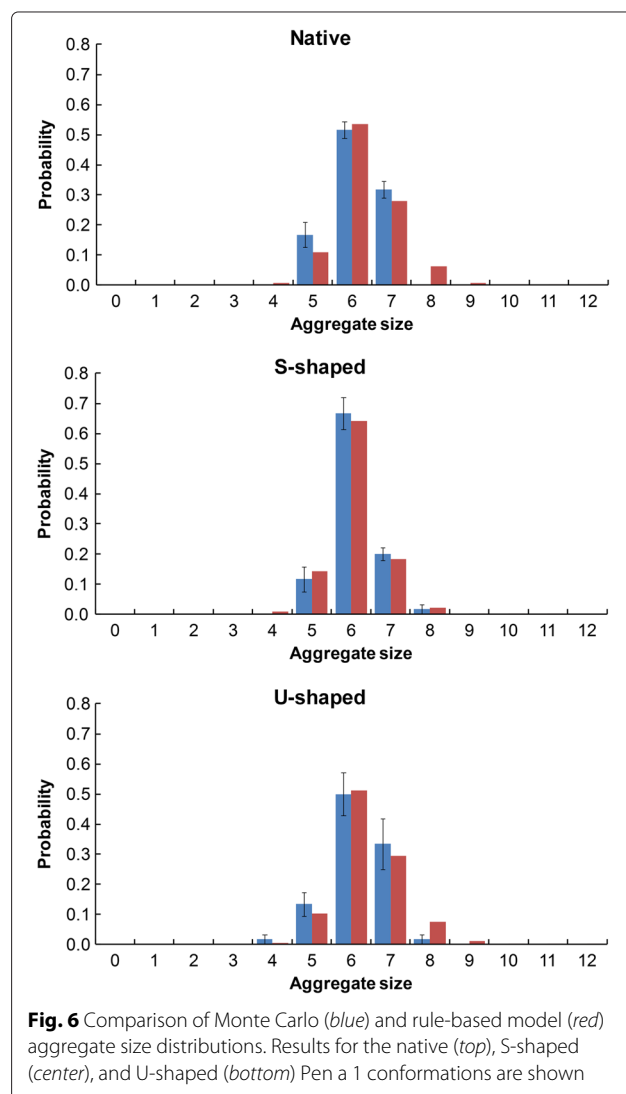 Native
0.8
0.7
0.6
0.5
0.4
0.3
0.2
0.1
0.0
Probability
0 1 2 3 4 5 6 7 8 9 10 11 12
Aggregate size
S-shaped
0.8
0.7
0.6
0.5
0.4
0.3
0.2
0.1
0.0
Probability
0 1 2 3 4 5 6 7 8 9 10 11 12
Aggregate size
U-shaped
0.8
0.7
0.6
0.5
0.4
0.3
0.2
0.1
0.0
Probability
0 1 2 3 4 5 6 7 8 9 10 11 12
Aggregate size
Fig. 6 Comparison of Monte Carlo (blue) and rule-based model (red)
aggregate size distributions. Results for the native (top), S-shaped
(center), and U-shaped (bottom) Pen a 1 conformations are shown